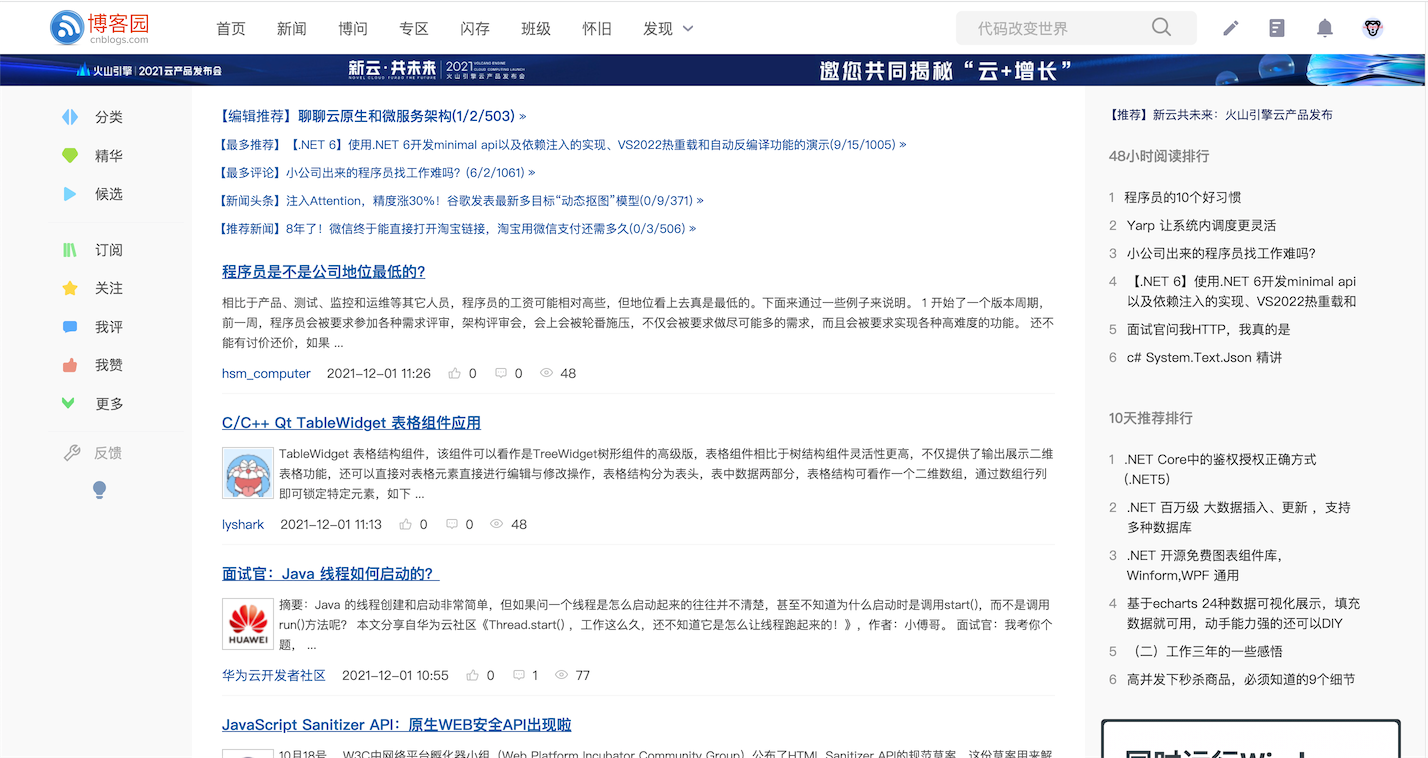 博客园
cnblogs.com
首页 新闻 博问 专区 闪存 班级 怀旧 发现
代码改变世界
火山引擎 2021云产品发布会
新云·共未来
2021
火山引擎云产品发布会
邀您共同揭秘“云+增长”
分类
精华
候选
订阅
关注
我评
我赞
更多
反馈
【编辑推荐】聊聊云原生和微服务架构(1/2/503) »
【最多推荐】【.NET 6】使用.NET 6开发minimal api以及依赖注入的实现、VS2022热重载和自动反编译功能的演示(9/15/1005) »
【最多评论】小公司出来的程序员找工作难吗？(6/2/1061) »
【新闻头条】注入Attention，精度涨30%！谷歌发表最新多目标“动态抠图”模型(0/9/371) »
【推荐新闻】8年了！微信终于能直接打开淘宝链接，淘宝用微信支付还需多久(0/3/506) »
程序员是不是公司地位最低的?
相比于产品、测试、监控和运维等其它人员，程序员的工资可能相对高些，但地位看上去真是最低的。下面来通过一些例子来说明。 1 开始了一个版本周期，
前一周，程序员会被要求参加各种需求评审，架构评审会，会上会被轮番施压，不仅会被要求做尽可能多的需求，而且会被要求实现各种高难度的功能。 还不
能有讨价还价，如果 ...
hsm_computer 2021-12-01 11:26 0 0 48
C/C++ Qt TableWidget 表格组件应用
TableWidget 表格结构组件，该组件可以看作是TreeWidget树形组件的高级版，表格组件相比于树结构组件灵活性更高，不仅提供了输出展示二维
表格功能，还可以直接对表格元素直接进行编辑与修改操作，表格结构分为表头，表中数据两部分，表格结构可看作一个二维数组，通过数组行列
即可锁定特定元素，如下 ...
lyshark 2021-12-01 11:13 0 0 48
面试官：Java 线程如何启动的？
HUAWEI
摘要：Java 的线程创建和启动非常简单，但如果问一个线程是怎么启动起来的往往并不清楚，甚至不知道为什么启动时是调用start()，而不是调用
run()方法呢？ 本文分享自华为云社区《Thread.start() ，工作这么久，还不知道它是怎么让线程跑起来的！》，作者：小傅哥。 面试官：我考你个
题， ...
华为云开发者社区 2021-12-01 10:55 0 1 77
JavaScript Sanitizer API：原生WEB安全API出现啦
10月18号， W3C中网络平台孵化器小组（Web Platform Incubator Community Group）公布了HTML Sanitizer API的规范草案。这份草案用来解
【推荐】新云共未来：火山引擎云产品发布
48小时阅读排行
1 程序员的10个好习惯
2 Yarp 让系统内调度更灵活
3 小公司出来的程序员找工作难吗？
4 【.NET 6】使用.NET 6开发minimal api
以及依赖注入的实现、VS2022热重载和
5 面试官问我HTTP，我真的是
6 c# System.Text.Json 精讲
10天推荐排行
1 .NET Core中的鉴权授权正确方式
(.NET5)
2 .NET 百万级 大数据插入、更新 ，支持
多种数据库
3 .NET 开源免费图表组件库，
Winform,WPF 通用
4 基于echarts 24种数据可视化展示，填充
数据就可用，动手能力强的还可以DIY
5 （二）工作三年的一些感悟
6 高并发下秒杀商品，必须知道的9个细节